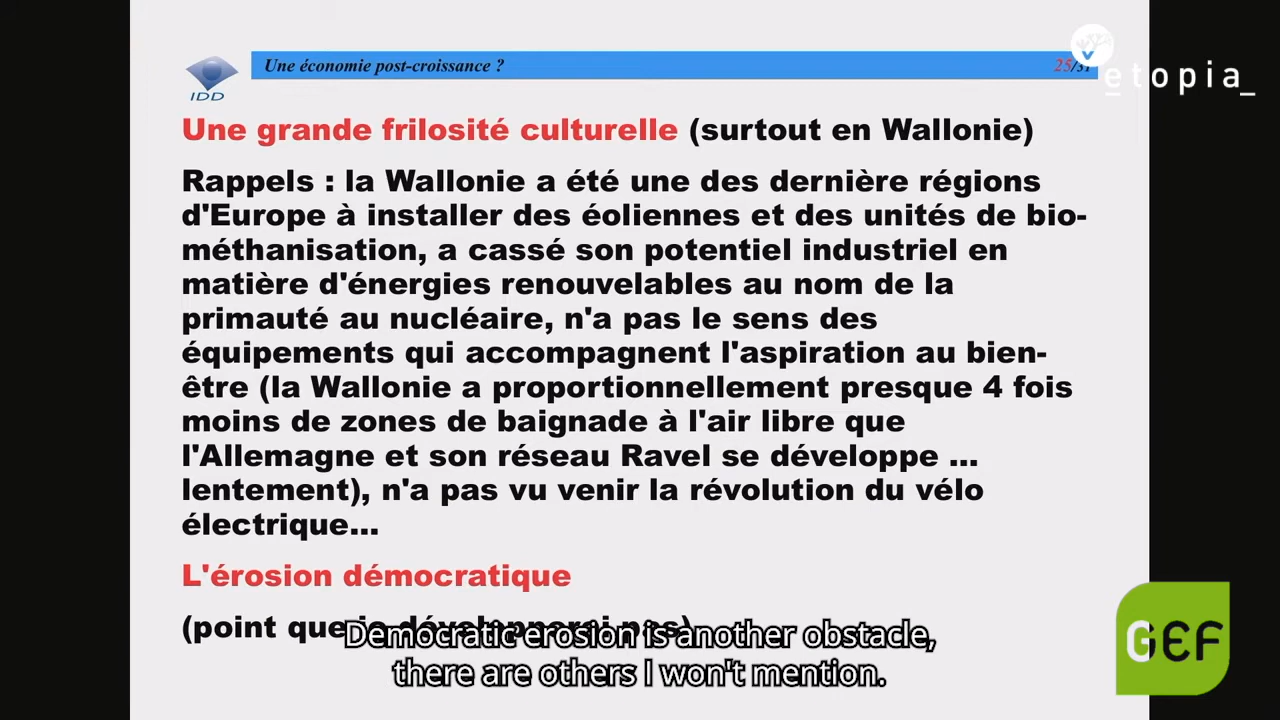 Une économie post-croissance ?
25/31
etopia_
IDD
Une grande frilosité culturelle (surtout en Wallonie)
Rappels : la Wallonie a été une des dernière régions
d'Europe à installer des éoliennes et des unités de bio-
méthanisation, a cassé son potentiel industriel en
matière d'énergies renouvelables au nom de la
primauté au nucléaire, n'a pas le sens des
équipements qui accompagnent l'aspiration au bien-
être (la Wallonie a proportionnellement presque 4 fois
moins de zones de baignade à l'air libre que
l'Allemagne et son réseau Ravel se développe ...
lentement), n'a pas vu venir la révolution du vélo
électrique...
L'érosion démocratique
(point que je développerai pas)
Democratic erosion is another obstacle,
there are others I won't mention.
GEF